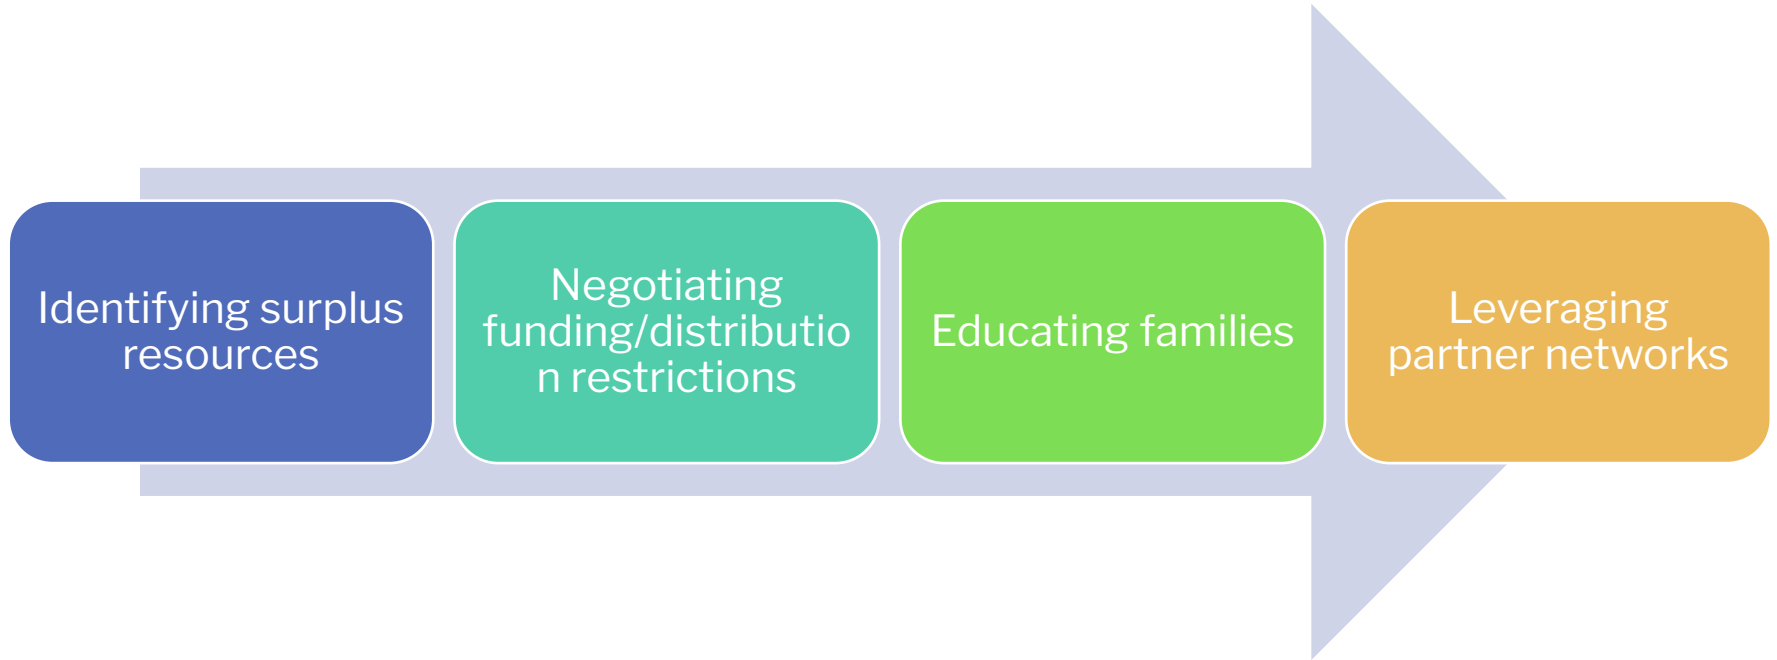 Identifying surplus
resources
Negotiating
funding/distributio
n restrictions
Educating families
Leveraging
partner networks